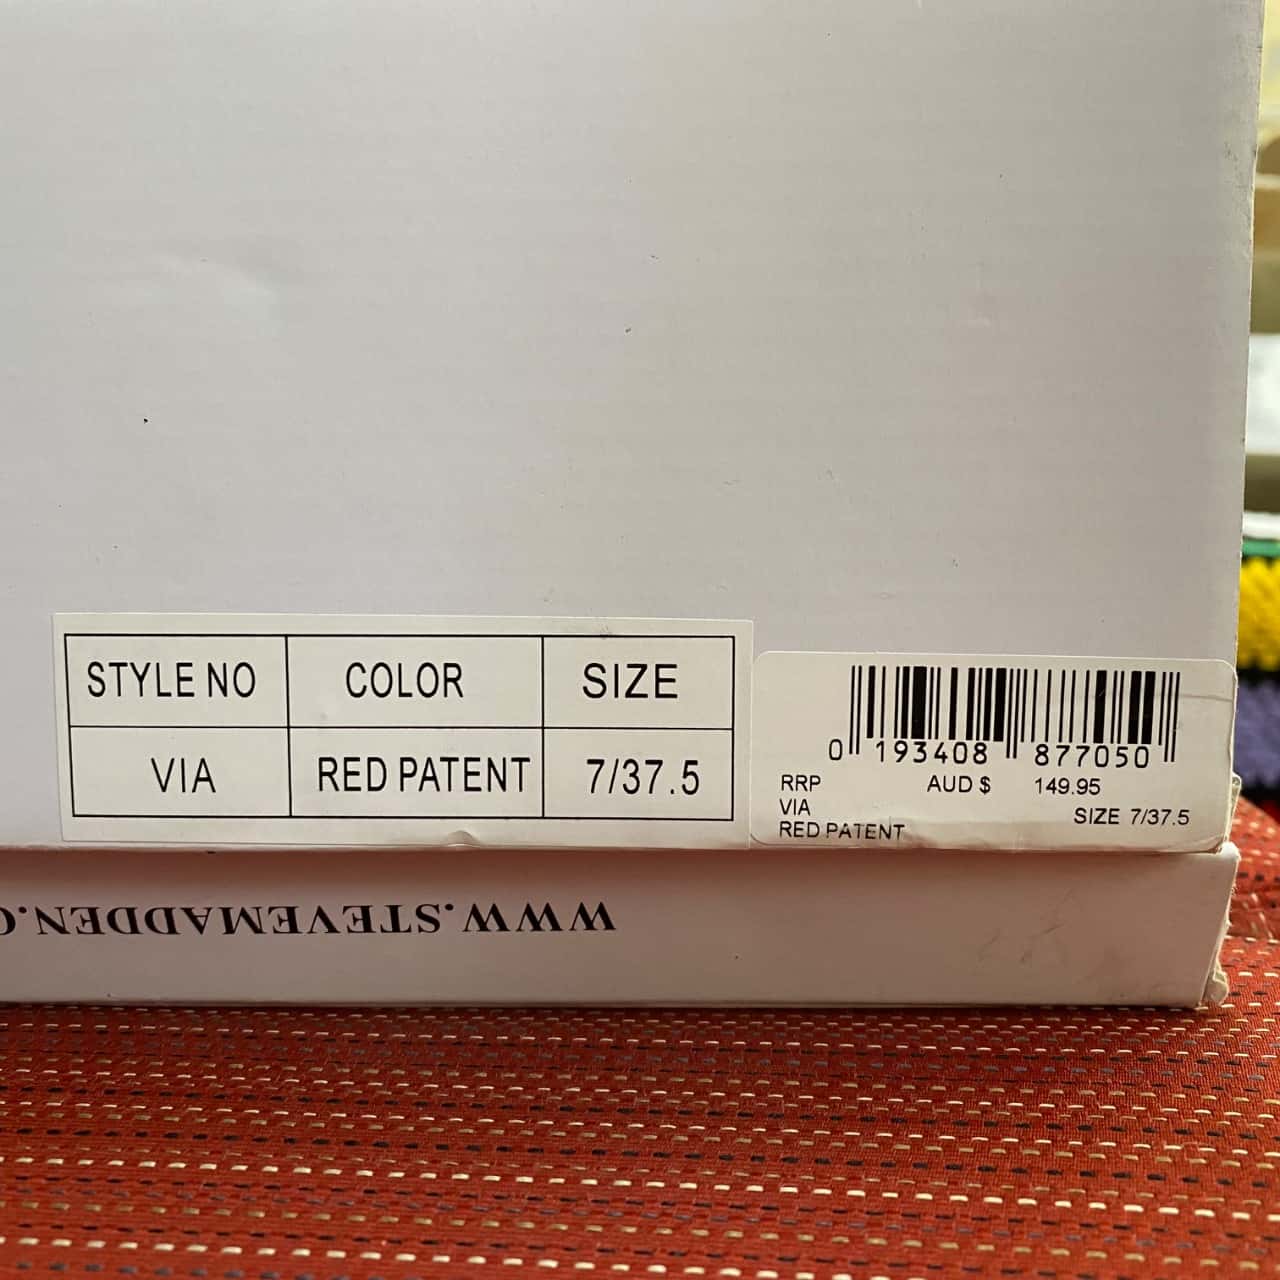 STYLE NO COLOR SIZE
VIA RED PATENT 7/37.5
0 193408 877050
RRP AUD $ 149.95
VIA SIZE 7/37.5
RED PATENT
WWW.STEVEMADDEN.